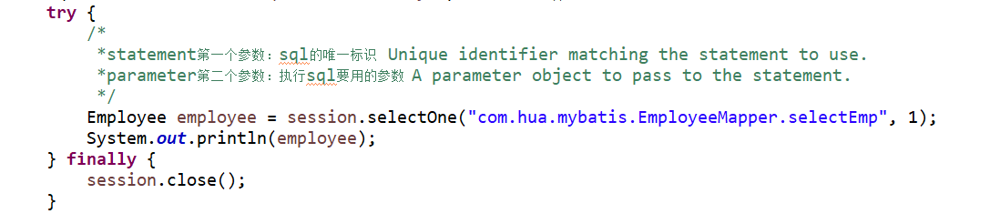 try {
/*
*statement第一个参数：sql的唯一标识 Unique identifier matching the statement to use.
*parameter第二个参数：执行sql要用的参数 A parameter object to pass to the statement.
*/
Employee employee = session.selectOne("com.hua.mybatis.EmployeeMapper.selectEmp", 1);
System.out.println(employee);
} finally {
session.close();
}